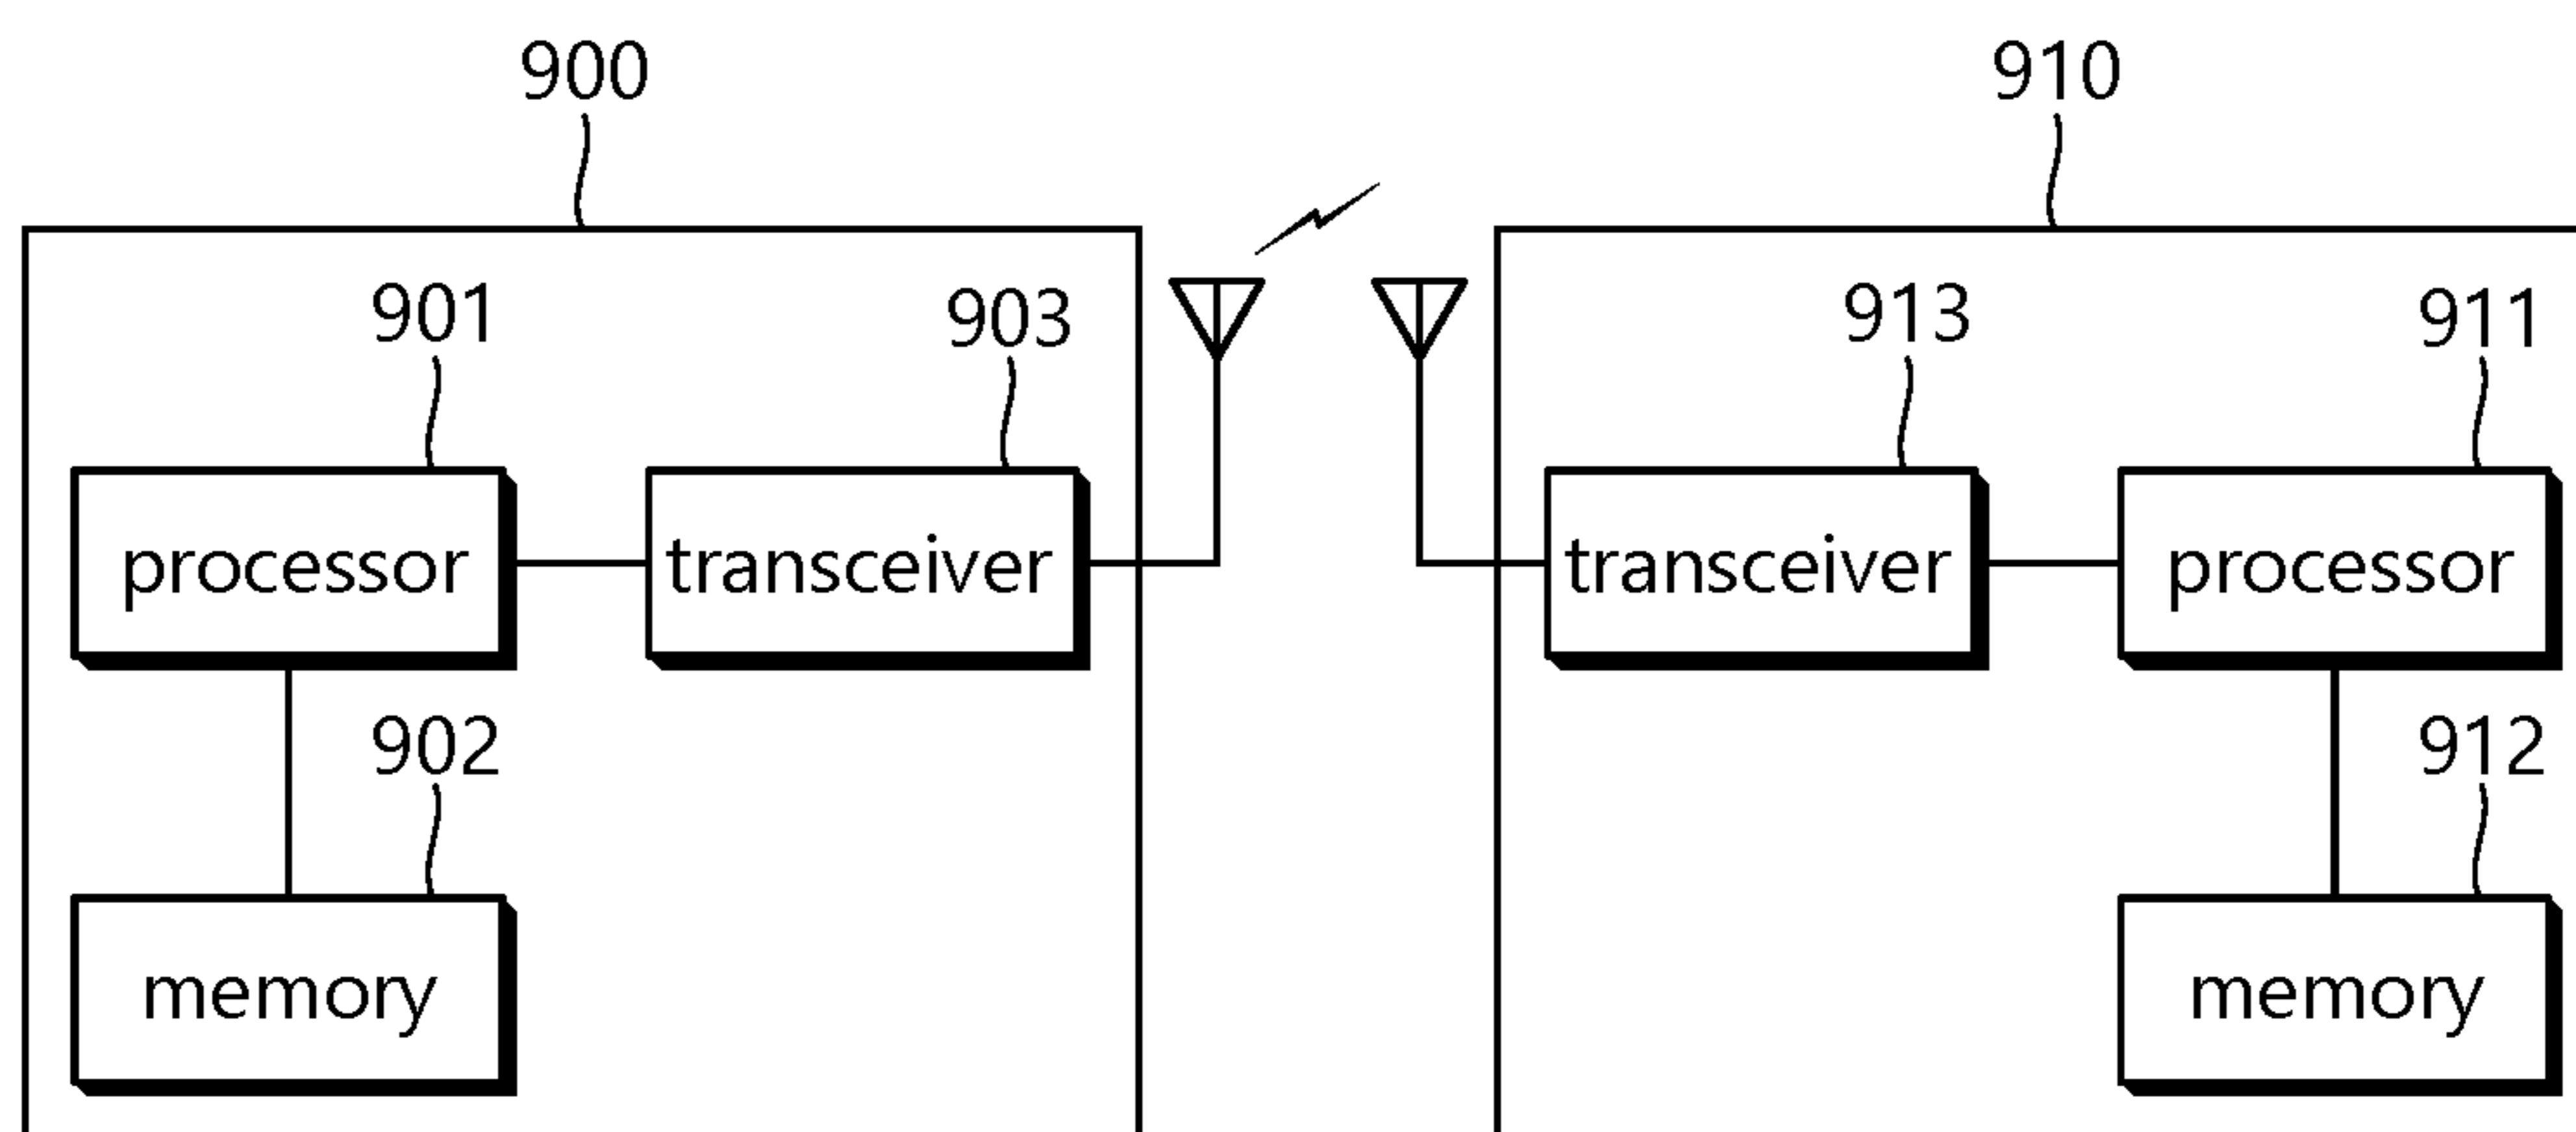 900 910
901 903 913 911
processor transceiver transceiver processor
902 912
memory memory